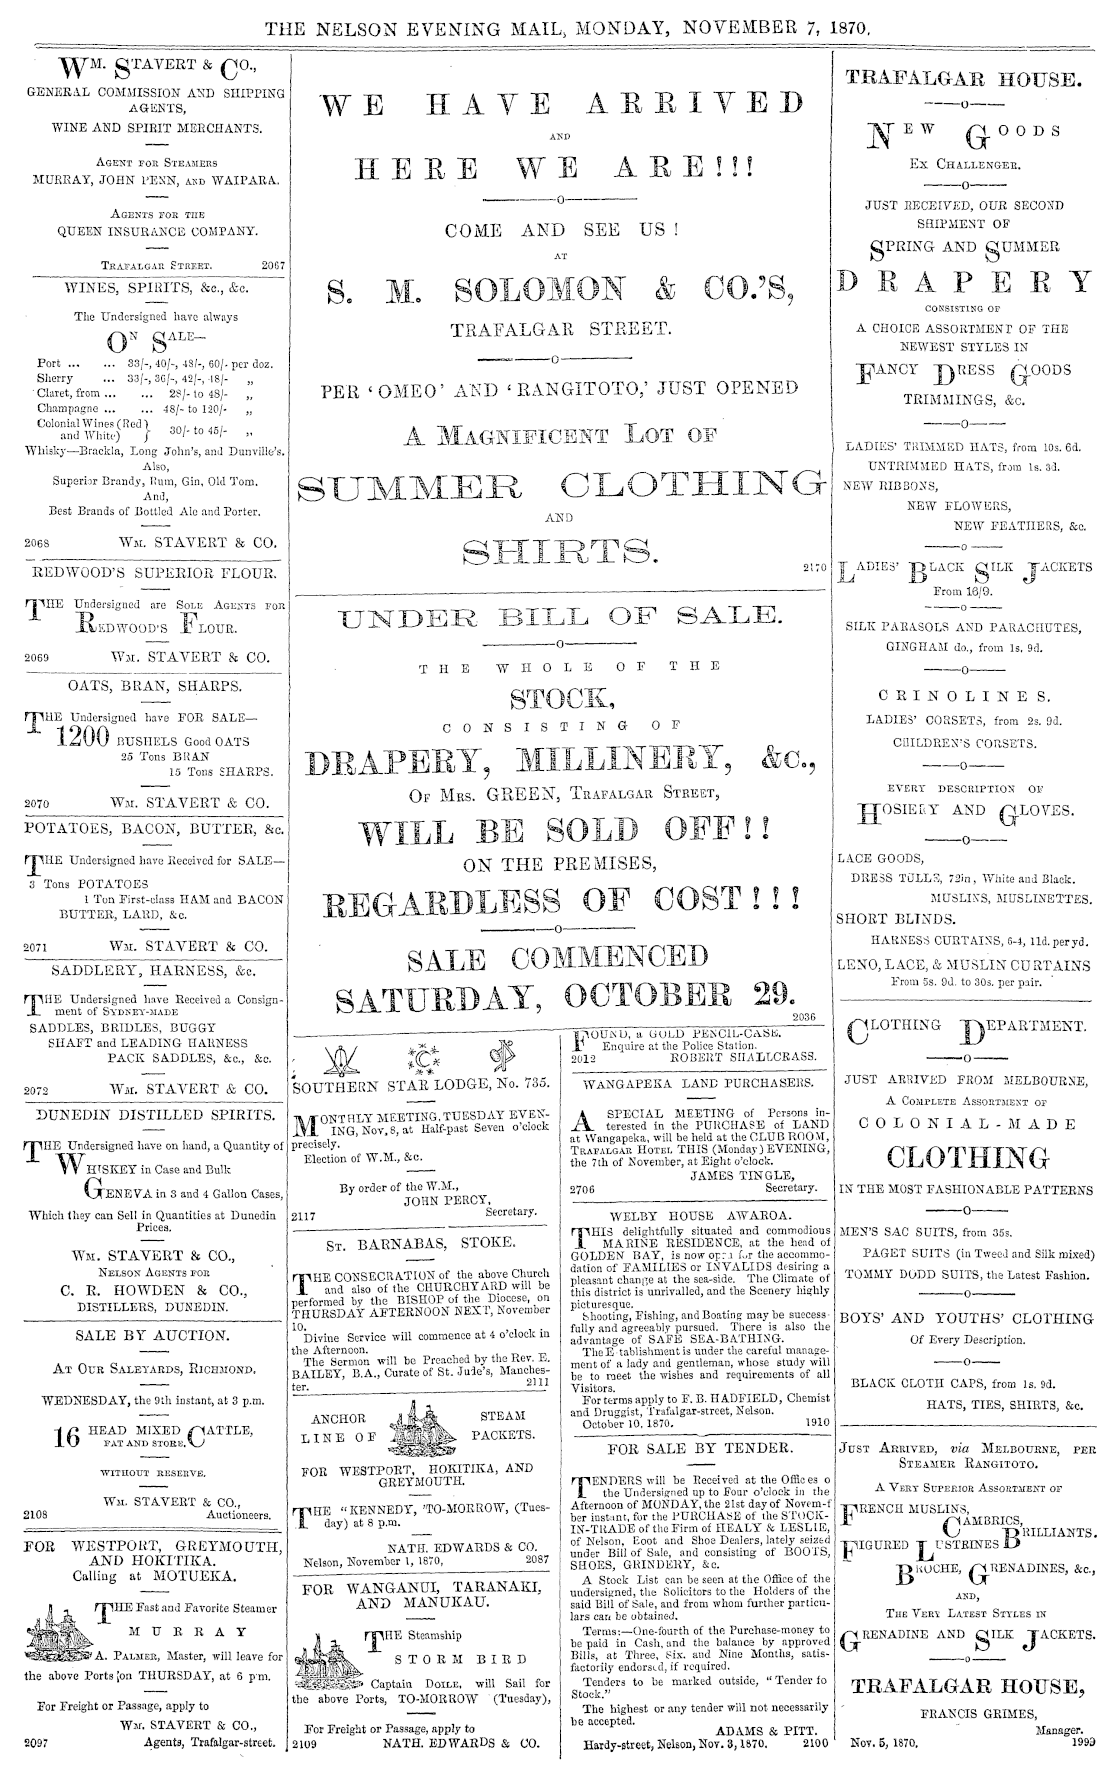 THE NELSON EVENING MAIL, MONDAY, NOVEMBER 7, 1870.
WM. STAVERT & CO.,
GENERAL COMMISSION AND SHIPPING
AGENTS,
WINE AND SPIRIT MERCHANTS.
AGENT FOR STEAMERS
MURRAY, JOHN PENN, AND WAIPARA.
AGENTS FOR THE
QUEEN INSURANCE COMPANY.
TRAFALGAR STREET. 2067
WINES, SPIRITS, &c., &c.
The Undersigned have always
ON SALE—
Port ... ... 33/-, 40/-, 48/-, 60/- per doz.
Sherry ... 33/-, 36/-, 42/-, 48/- „
Claret, from ... ... 28/- to 48/- „
Champagne ... ... 48/- to 120/- „
Colonial Wines (Red
and White) } 30/- to 45/- „
Whisky—Brackla, Long John's, and Dunville's.
Also,
Superior Brandy, Rum, Gin, Old Tom.
And,
Best Brands of Bottled Ale and Porter.
2068 WM. STAVERT & CO.
REDWOOD'S SUPERIOR FLOUR.
THE Undersigned are SOLE AGENTS FOR
REDWOOD'S FLOUR.
2069 WM. STAVERT & CO.
OATS, BRAN, SHARPS.
THE Undersigned have FOR SALE—
1200 BUSHELS Good OATS
25 Tons BRAN
15 Tons SHARPS.
2070 WM. STAVERT & CO.
POTATOES, BACON, BUTTER, &c.
THE Undersigned have Received for SALE—
3 Tons POTATOES
1 Ton First-class HAM and BACON
BUTTER, LARD, &c.
2071 WM. STAVERT & CO.
SADDLERY, HARNESS, &c.
THE Undersigned have Received a Consign-
ment of SYDNEY-MADE
SADDLES, BRIDLES, BUGGY
SHAFT and LEADING HARNESS
PACK SADDLES, &c., &c.
2072 WM. STAVERT & CO.
DUNEDIN DISTILLED SPIRITS.
THE Undersigned have on hand, a Quantity of
WHISKEY in Case and Bulk
GENEVA in 3 and 4 Gallon Cases,
Which they can Sell in Quantities at Dunedin
Prices.
WM. STAVERT & CO.,
NELSON AGENTS FOR
C. R. HOWDEN & CO.,
DISTILLERS, DUNEDIN.
SALE BY AUCTION.
AT OUR SALEYARDS, RICHMOND,
WEDNESDAY, the 9th instant, at 3 p.m.
16 HEAD MIXED CATTLE,
FAT AND STORE.
WITHOUT RESERVE.
WM. STAVERT & CO.,
2108 Auctioneers.
FOR WESTPORT, GREYMOUTH,
AND HOKITIKA.
Calling at MOTUEKA.
THE Fast and Favorite Steamer
MURRAY
A. PALMER, Master, will leave for
the above Ports on THURSDAY, at 6 p.m.
For Freight or Passage, apply to
WM. STAVERT & CO.,
2097 Agents, Trafalgar-street.
WE HAVE ARRIVED
AND
HERE WE ARE!!!
COME AND SEE US!
AT
S. M. SOLOMON & CO.'S,
TRAFALGAR STREET.
PER 'OMEO' AND 'RANGITOTO,' JUST OPENED
A MAGNIFICENT LOT OF
SUMMER CLOTHING
AND
SHIRTS.
2170
UNDER BILL OF SALE.
THE WHOLE OF THE
STOCK,
CONSISTING OF
DRAPERY, MILLINERY, &c.,
OF MRS. GREEN, TRAFALGAR STREET,
WILL BE SOLD OFF!!
ON THE PREMISES,
REGARDLESS OF COST!!!
SALE COMMENCED
SATURDAY, OCTOBER 29.
2036
SOUTHERN STAR LODGE, No. 735.
MONTHLY MEETING, TUESDAY EVEN-
ING, Nov. 8, at Half-past Seven o'clock
precisely.
Election of W.M., &c.
By order of the W.M.,
JOHN PERCY,
2117 Secretary.
ST. BARNABAS, STOKE.
THE CONSECRATION of the above Church
and also of the CHURCHYARD will be
performed by the BISHOP of the Diocese, on
THURSDAY AFTERNOON NEXT, November
10.
Divine Service will commence at 4 o'clock in
the Afternoon.
The Sermon will be Preached by the Rev. E.
BAILEY, B.A., Curate of St. Jude's, Manches-
ter. 2111
ANCHOR STEAM
LINE OF PACKETS.
FOR WESTPORT, HOKITIKA, AND
GREYMOUTH.
THE "KENNEDY, 'TO-MORROW, (Tues-
day) at 8 p.m.
NATH. EDWARDS & CO.
Nelson, November 1, 1870, 2087
FOR WANGANUI, TARANAKI,
AND MANUKAU.
THE Steamship
STORM BIRD
Captain DOILE, will Sail for
the above Ports, TO-MORROW (Tuesday),
For Freight or Passage, apply to
2109 NATH. EDWARDS & CO.
FOUND, a GOLD PENCIL-CASE.
Enquire at the Police Station.
2012 ROBERT SHALLCRASS.
WANGAPEKA LAND PURCHASERS.
A SPECIAL MEETING of Persons in-
terested in the PURCHASE of LAND
at Wangapeka, will be held at the CLUB ROOM,
TRAFALGAR HOTEL THIS (Monday) EVENING,
the 7th of November, at Eight o'clock.
JAMES TINGLE,
2706 Secretary.
WELBY HOUSE AWAROA.
THIS delightfully situated and commodious
MARINE RESIDENCE, at the head of
GOLDEN BAY, is now open for the accommo-
dation of FAMILIES or INVALIDS desiring a
pleasant change at the sea-side. The Climate of
this district is unrivalled, and the Scenery highly
picturesque.
Shooting, Fishing, and Boating may be success
fully and agreeably pursued. There is also the
advantage of SAFE SEA-BATHING.
The E tablishment is under the careful manage-
ment of a lady and gentleman, whose study will
be to meet the wishes and requirements of all
Visitors.
For terms apply to F. B. HADFIELD, Chemist
and Druggist, Trafalgar-street, Nelson.
October 10, 1870. 1910
FOR SALE BY TENDER.
TENDERS will be Received at the Offices o
the Undersigned up to Four o'clock in the
Afternoon of MONDAY, the 21st day of Novem-f
ber instant, for the PURCHASE of the STOCK-
IN-TRADE of the Firm of HEALY & LESLIE,
of Nelson, Boot and Shoe Dealers, lately seized
under Bill of Sale, and consisting of BOOTS,
SHOES, GRINDERY, &c.
A Stock List can be seen at the Office of the
undersigned, the Solicitors to the Holders of the
said Bill of Sale, and from whom further particu-
lars can be obtained.
Terms:—One-fourth of the Purchase-money to
be paid in Cash, and the balance by approved
Bills, at Three, Six, and Nine Months, satis-
factorily endorsed, if required.
Tenders to be marked outside, "Tender fo
Stock."
The highest or any tender will not necessarily
be accepted.
ADAMS & PITT.
Hardy-street, Nelson, Nov. 3, 1870. 2100
TRAFALGAR HOUSE.
NEW GOODS
EX CHALLENGER.
JUST RECEIVED, OUR SECOND
SHIPMENT OF
SPRING AND SUMMER
DRAPERY
CONSISTING OF
A CHOICE ASSORTMENT OF THE
NEWEST STYLES IN
FANCY DRESS GOODS
TRIMMINGS, &c.
LADIES' TRIMMED HATS, from 10s. 6d.
UNTRIMMED HATS, from 1s. 3d.
NEW RIBBONS,
NEW FLOWERS,
NEW FEATHERS, &c.
LADIES' BLACK SILK JACKETS
From 16/9.
SILK PARASOLS AND PARACHUTES,
GINGHAM do., from 1s. 9d.
CRINOLINES.
LADIES' CORSETS, from 2s. 9d.
CHILDREN'S CORSETS.
EVERY DESCRIPTION OF
HOSIERY AND GLOVES.
LACE GOODS,
DRESS TULLE, 72in, White and Black.
MUSLINS, MUSLINETTES.
SHORT BLINDS.
HARNESS CURTAINS, 6-4, 11d. per yd.
LENO, LACE, & MUSLIN CURTAINS
From 5s. 9d. to 30s. per pair.
CLOTHING DEPARTMENT.
JUST ARRIVED FROM MELBOURNE,
A COMPLETE ASSORTMENT OF
COLONIAL-MADE
CLOTHING
IN THE MOST FASHIONABLE PATTERNS
MEN'S SAC SUITS, from 35s.
PAGET SUITS (in Tweed and Silk mixed)
TOMMY DODD SUITS, the Latest Fashion.
BOYS' AND YOUTHS' CLOTHING
Of Every Description.
BLACK CLOTH CAPS, from 1s. 9d.
HATS, TIES, SHIRTS, &c.
JUST ARRIVED, via MELBOURNE, PER
STEAMER RANGITOTO.
A VERY SUPERIOR ASSORTMENT OF
FRENCH MUSLINS,
CAMBRICS,
BRILLIANTS.
FIGURED LUSTRINES
BROCHE, GRENADINES, &c.,
AND,
THE VERY LATEST STYLES IN
GRENADINE AND SILK JACKETS.
TRAFALGAR HOUSE,
FRANCIS GRIMES,
Manager.
Nov. 5, 1870. 1999